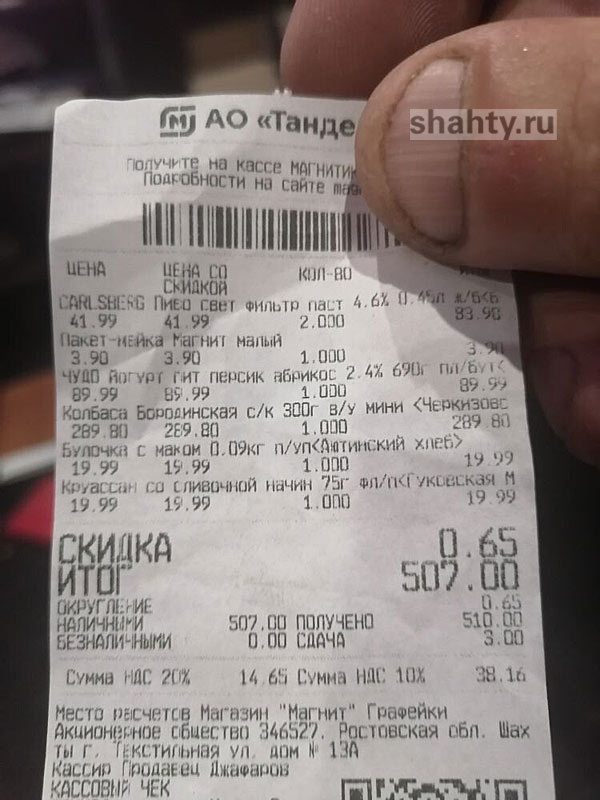 shahty.ru
М АО «Танде
Получите на кассе МАГНИТИ
Подробности на сайте mag
ЦЕНА ЦЕНА СО СКИДКОЙ КОЛ-ВО
CARLSBERG Пиво свет фильтр паст 4.6% 0.45л ж/б<Б
41.99 41.99 2.000 83.98
Пакет-майка Магнит малый
3.90 3.90 1.000 3.90
ЧУДО Йогурт пит персик абрикос 2.4% 690г пл/бут<
89.99 89.99 1.000 89.99
Колбаса Бородинская с/к 300г в/у мини <Черкизовс
289.80 289.80 1.000 289.80
Булочка с маком 0.09кг п/уп<Аютинский хлеб>
19.99 19.99 1.000 19.99
Круассан со сливочной начин 75г фл/п<Гуковская М
19.99 19.99 1.000 19.99
СКИДКА 0.65
ИТОГ 507.00
ОКРУГЛЕНИЕ 0.65
НАЛИЧНЫМИ 507.00 ПОЛУЧЕНО 510.00
БЕЗНАЛИЧНЫМИ 0.00 СДАЧА 3.00
Сумма НДС 20% 14.65 Сумма НДС 10% 38.16
Место расчетов Магазин "Магнит" Графейки
Акционерное общество 346527, Ростовская обл. Шах
ты г. Текстильная ул. дом № 13А
Кассир Продавец Джафаров
КАССОВЫЙ ЧЕК